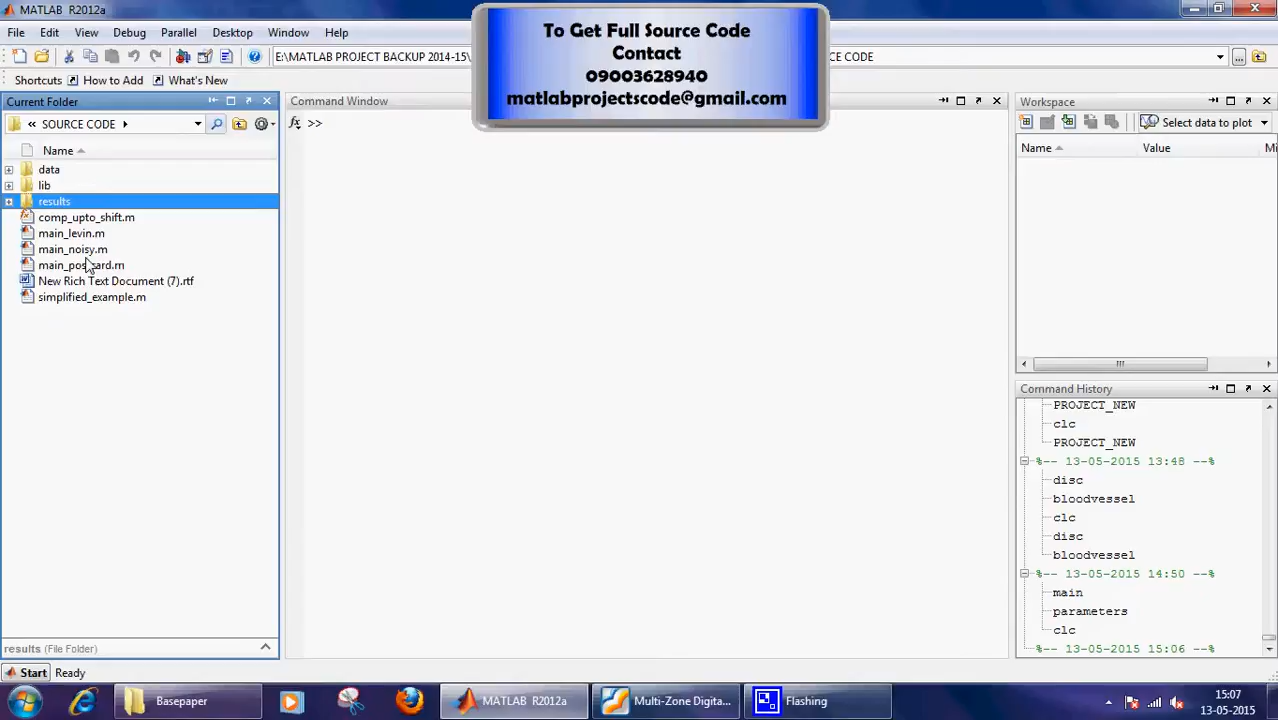 MATLAB R2012a
To Get Full Source Code
Contact
09003628940
matlabprojectscode@gmail.com
File Edit View Debug Parallel Desktop Window Help
E:\MATLAB PROJECT BACKUP 2014-15\
CE CODE
Shortcuts How to Add What's New
Current Folder
Command Window
Workspace
« SOURCE CODE
fx >>
Select data to plot
Name
Name Value Mi
data
lib
results
comp_upto_shift.m
main_levin.m
main_noisy.m
main_postcard.m
New Rich Text Document (7).rtf
simplified_example.m
Command History
PROJECT_NEW
clc
PROJECT_NEW
%-- 13-05-2015 13:48 --%
disc
bloodvessel
clc
disc
bloodvessel
%-- 13-05-2015 14:50 --%
main
parameters
clc
%-- 13-05-2015 15:06 --%
results (File Folder)
Start Ready
Basepaper
MATLAB R2012a
Multi-Zone Digita...
Flashing
15:07
13-05-2015